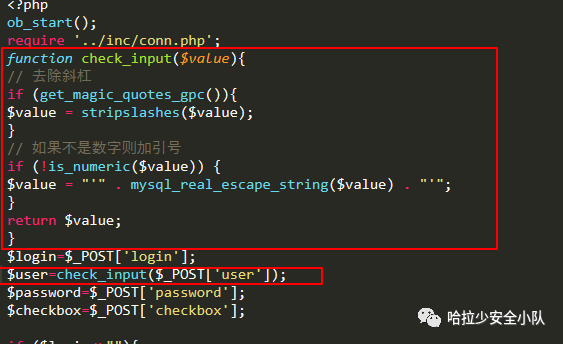 <?php
ob_start();
require '../inc/conn.php';
function check_input($value){
// 去除斜杠
if (get_magic_quotes_gpc()){
$value = stripslashes($value);
}
// 如果不是数字则加引号
if (!is_numeric($value)) {
$value = "'" . mysql_real_escape_string($value) . "'";
}
return $value;
}
$login=$_POST['login'];
$user=check_input($_POST['user']);
$password=$_POST['password'];
$checkbox=$_POST['checkbox'];
哈拉少安全小队